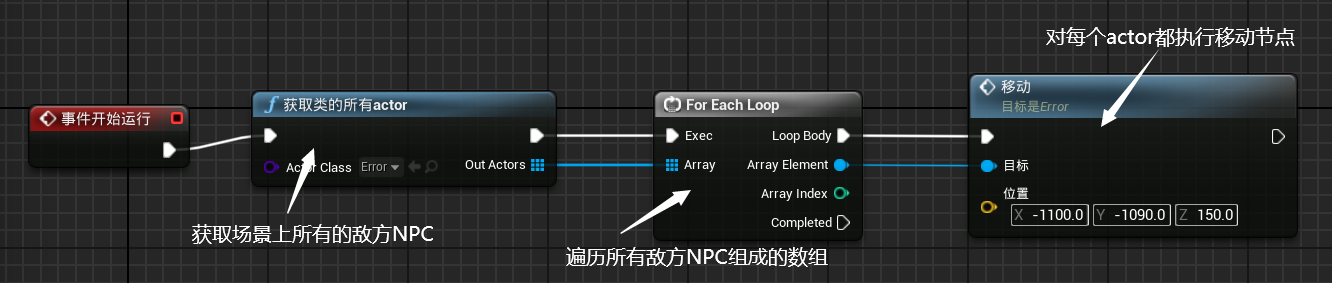 对每个actor都执行移动节点
事件开始运行
获取类的所有actor
Actor Class Error
Out Actors
For Each Loop
Exec
Loop Body
Array
Array Element
Array Index
Completed
移动
目标是Error
目标
位置
X -1100.0 Y -1090.0 Z 150.0
获取场景上所有的敌方NPC
遍历所有敌方NPC组成的数组